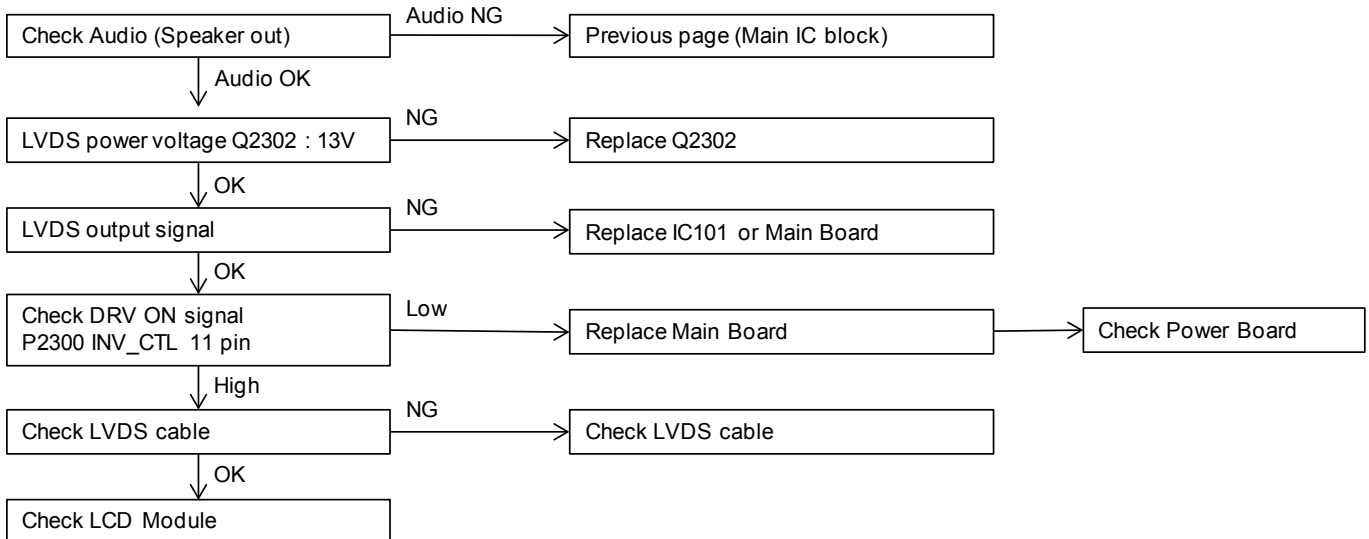 Check Audio (Speaker out)
Audio NG
Previous page (Main IC block)
Audio OK
LVDS power voltage Q2302 : 13V
NG
Replace Q2302
OK
LVDS output signal
NG
Replace IC101 or Main Board
OK
Check DRV ON signal
P2300 INV_CTL 11 pin
Low
Replace Main Board
Check Power Board
High
Check LVDS cable
NG
Check LVDS cable
OK
Check LCD Module